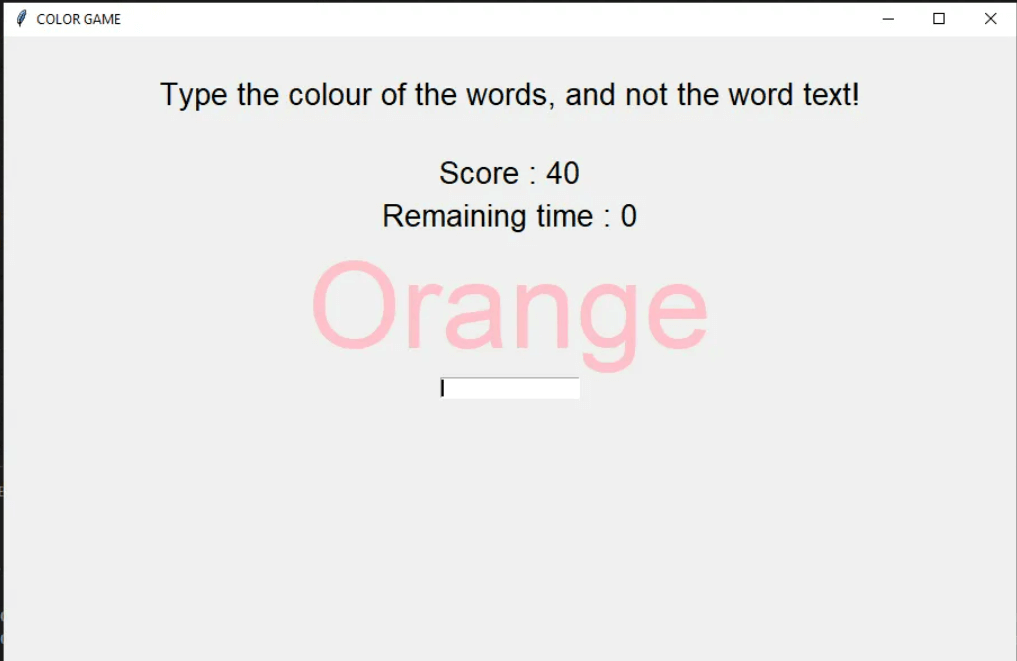 COLOR GAME
Type the colour of the words, and not the word text!
Score : 40
Remaining time : 0
Orange